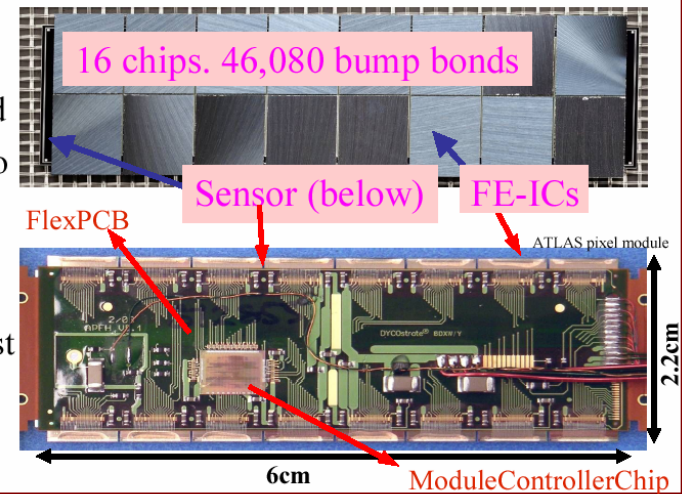 16 chips. 46,080 bump bonds
d
o
Sensor (below)
FE-ICs
FlexPCB
ATLAS pixel module
DYCOstrate®
st
2.2cm
6cm
ModuleControllerChip